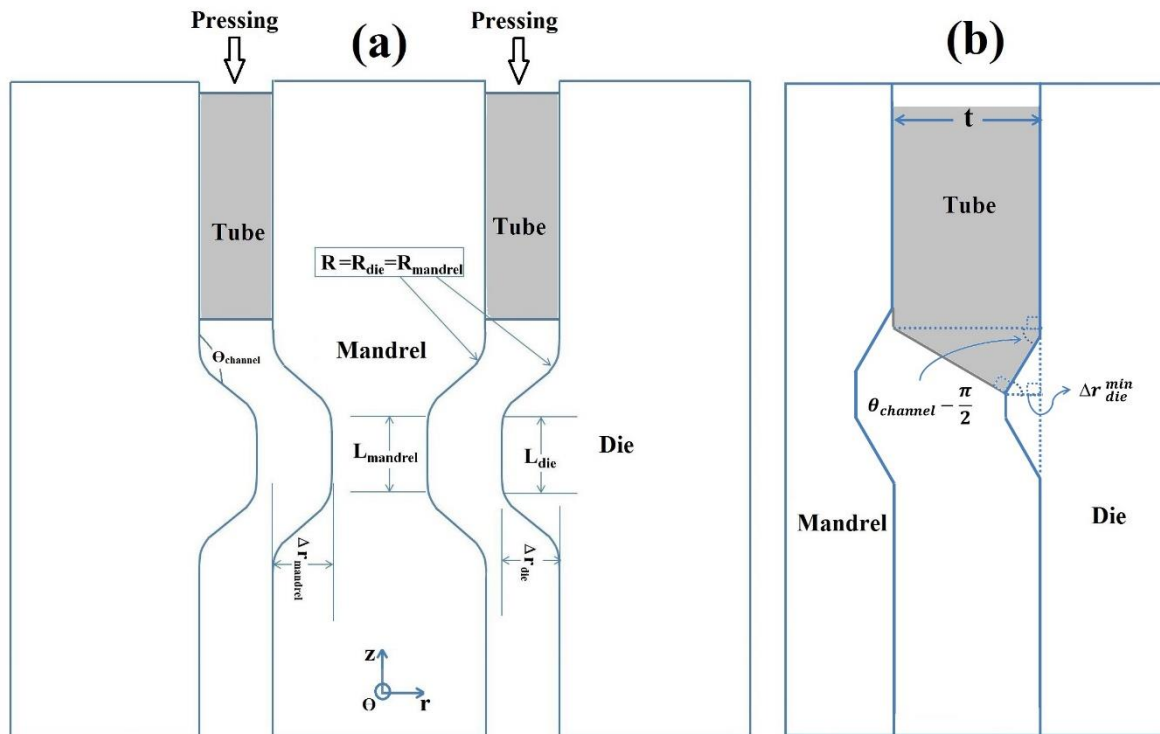 Pressing
(a)
Pressing
(b)
t
Tube
Tube
Tube
R=R_die=R_mandrel
Mandrel
Θchannel
L_mandrel
L_die
Die
θ_channel − π/2
Δr_die^min
Mandrel
Die
Δr_mandrel
Δr_die
z
O
r